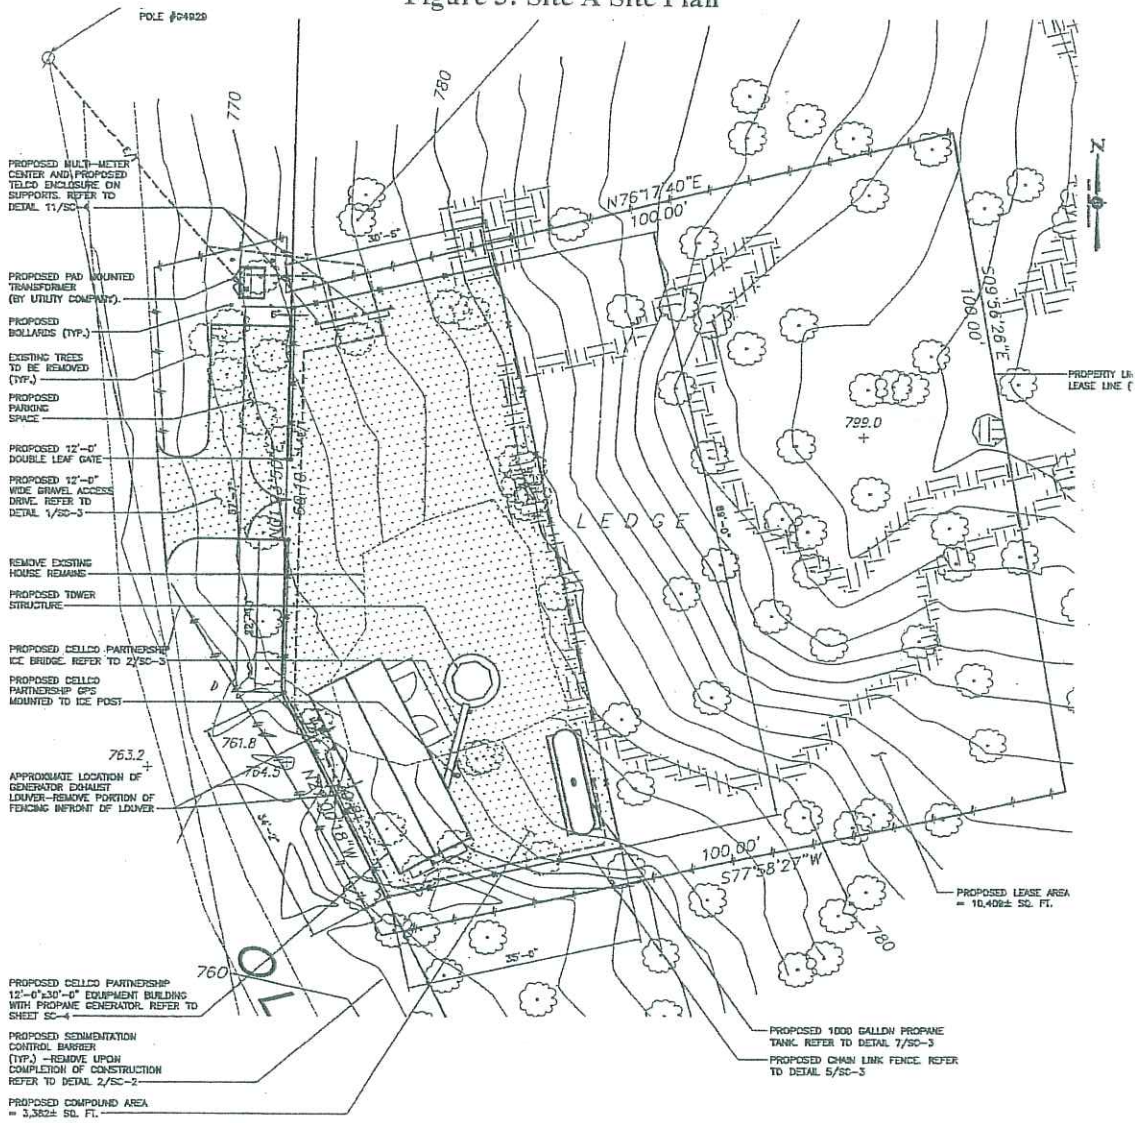 Figure 3: Site A Site Plan
POLE #04929
770
780
PROPOSED MULTI-METER
CENTER AND PROPOSED
TELCO ENCLOSURE ON
SUPPORTS. REFER TO
DETAIL 11/SC-4
N76°17'40"E
100.00'
30'-5"
N
S09°56'26"E
100.00'
PROPOSED PAD MOUNTED
TRANSFORMER
(BY UTILITY COMPANY).
PROPOSED
BOLLARDS (TYP.)
EXISTING TREES
TO BE REMOVED
(TYP.)
PROPOSED
PARKING
SPACE
PROPERTY
LEASE LINE
799.0
PROPOSED 12'-0"
DOUBLE LEAF GATE
PROPOSED 12'-0"
WIDE GRAVEL ACCESS
DRIVE. REFER TO
DETAIL 1/SC-3
LEDGE
89'-0"
REMOVE EXISTING
HOUSE REMAINS
PROPOSED TOWER
STRUCTURE
PROPOSED CELLCO PARTNERSHIP
ICE BRIDGE. REFER TO 2/SC-3
PROPOSED CELLCO
PARTNERSHIP GPS
MOUNTED TO ICE POST
763.2
761.8
764.5
APPROXIMATE LOCATION OF
GENERATOR EXHAUST
LOUVER-REMOVE PORTION OF
FENCING INFRONT OF LOUVER
100.00'
S77°58'27"W
PROPOSED LEASE AREA
= 10,409± SQ. FT.
780
35'-0"
760
OL
PROPOSED CELLCO PARTNERSHIP
12'-0"x30'-0" EQUIPMENT BUILDING
WITH PROPANE GENERATOR. REFER TO
SHEET SC-4
PROPOSED SEDIMENTATION
CONTROL BARRIER
(TYP.) -REMOVE UPON
COMPLETION OF CONSTRUCTION
REFER TO DETAIL 2/SC-2
PROPOSED COMPOUND AREA
= 3,382± SQ. FT.
PROPOSED 1000 GALLON PROPANE
TANK. REFER TO DETAIL 7/SC-3
PROPOSED CHAIN LINK FENCE. REFER
TO DETAIL 5/SC-3